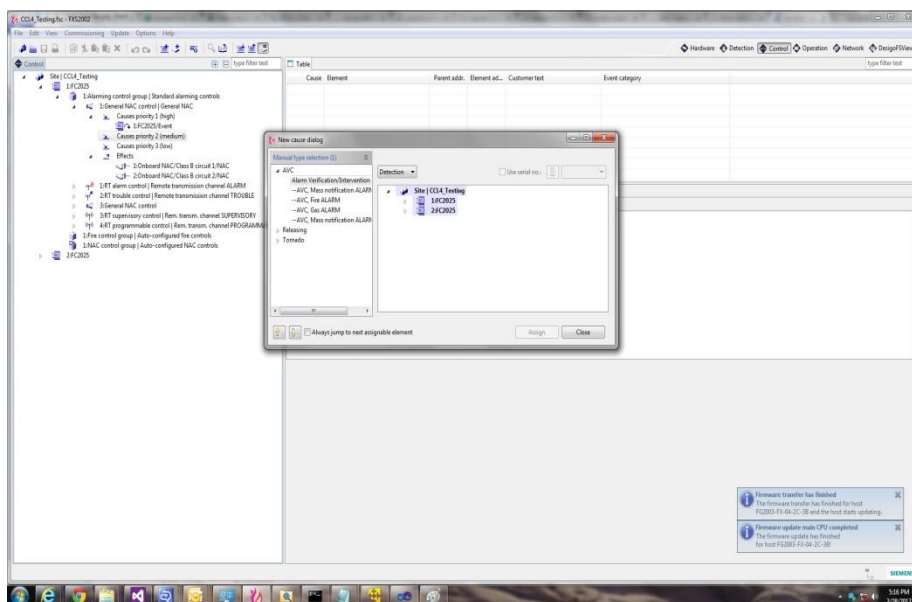 CCL4_Testing.fsc - FXS2002
File Edit View Commissioning Update Options Help
Hardware Detection Control Operation Network DesigoFSView
Control
type filter text
Table
type filter text
Site | CCL4_Testing
1:FC2025
1:Alarming control group | Standard alarming controls
1:General NAC control | General NAC
Causes priority 1 (high)
1:FC2025/Event
Causes priority 2 (medium)
Causes priority 3 (low)
Effects
1:Onboard NAC/Class B circuit 1/NAC
2:Onboard NAC/Class B circuit 2/NAC
1:RT alarm control | Remote transmission channel ALARM
2:RT trouble control | Remote transmission channel TROUBLE
3:General NAC control
3:RT supervisory control | Rem. transm. channel SUPERVISORY
4:RT programmable control | Rem. transm. channel PROGRAMMA
1:Fire control group | Auto-configured fire controls
1:NAC control group | Auto-configured NAC controls
2:FC2025
Cause Element Parent addr. Element ad... Customer text Event category
New cause dialog
Manual type selection (1)
AVC
Alarm Verification/Intervention
--AVC, Mass notification ALARM
--AVC, Fire ALARM
--AVC, Gas ALARM
--AVC, Mass notification ALARM
Releasing
Tornado
Detection
Use serial no.:
Site | CCL4_Testing
1:FC2025
2:FC2025
Always jump to next assignable element
Assign
Close
Firmware transfer has finished
The firmware transfer has finished for host
FG2003-FX-04-2C-3B and the host starts updating.
Firmware update main CPU completed
The firmware update has finished
for host FG2003-FX-04-2C-3B!
SIEMENS
5:16 PM